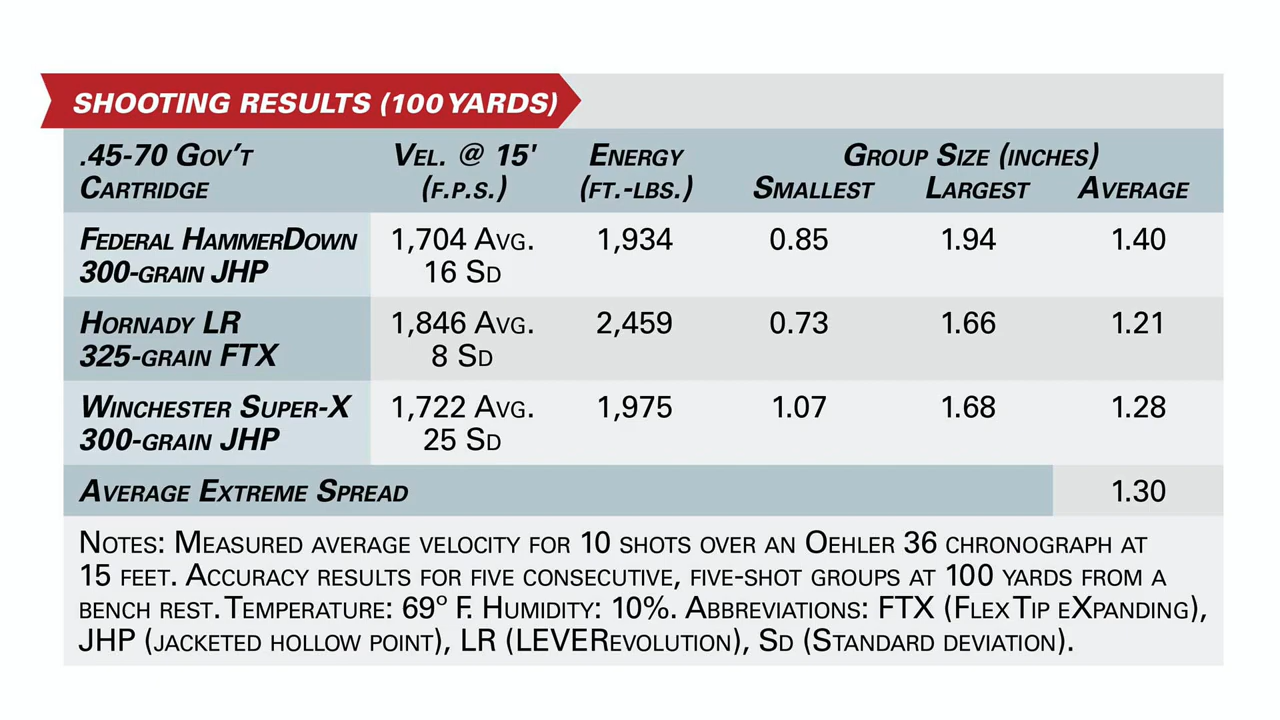 SHOOTING RESULTS (100 YARDS)
.45-70 GOV'T CARTRIDGE VEL. @ 15' (F.P.S.) ENERGY (FT.-LBS.) GROUP SIZE (INCHES)
SMALLEST LARGEST AVERAGE
FEDERAL HAMMERDOWN 1,704 AVG. 1,934 0.85 1.94 1.40
300-GRAIN JHP 16 SD
HORNADY LR 1,846 AVG. 2,459 0.73 1.66 1.21
325-GRAIN FTX 8 SD
WINCHESTER SUPER-X 1,722 AVG. 1,975 1.07 1.68 1.28
300-GRAIN JHP 25 SD
AVERAGE EXTREME SPREAD 1.30
NOTES: MEASURED AVERAGE VELOCITY FOR 10 SHOTS OVER AN OEHLER 36 CHRONOGRAPH AT
15 FEET. ACCURACY RESULTS FOR FIVE CONSECUTIVE, FIVE-SHOT GROUPS AT 100 YARDS FROM A
BENCH REST. TEMPERATURE: 69º F. HUMIDITY: 10%. ABBREVIATIONS: FTX (FLEX TIP EXPANDING),
JHP (JACKETED HOLLOW POINT), LR (LEVEREVOLUTION), SD (STANDARD DEVIATION).